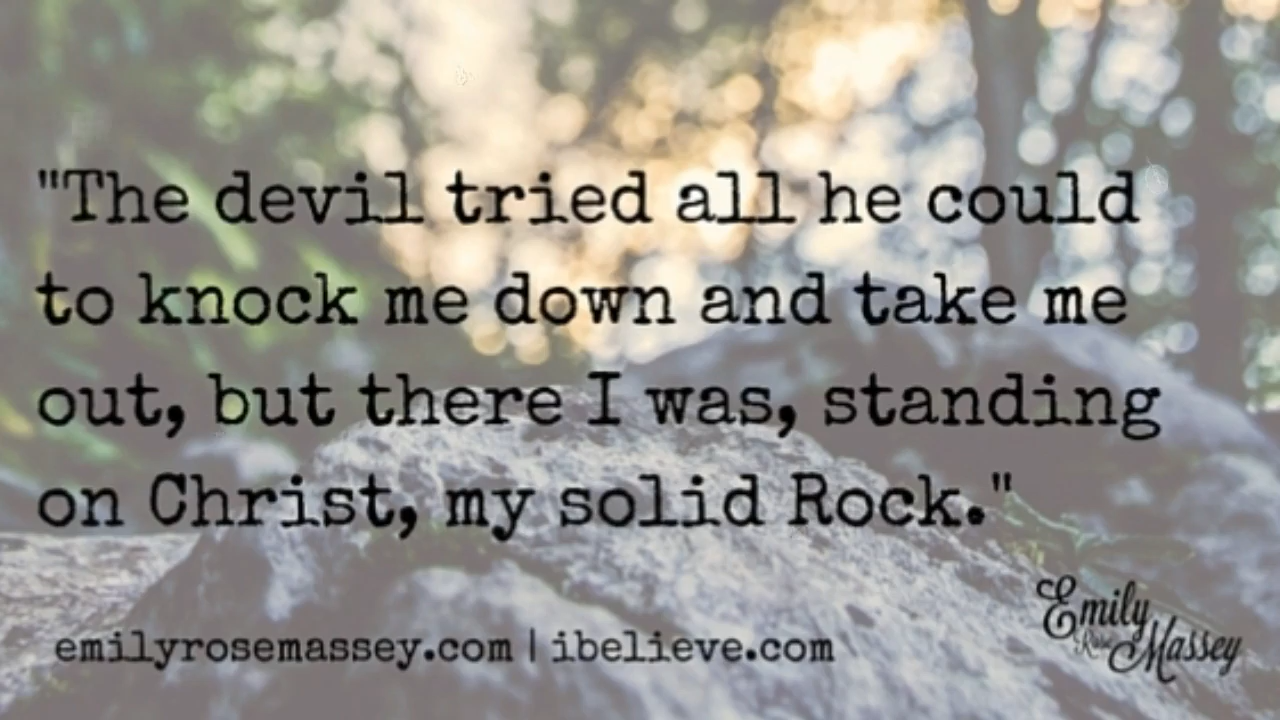 "The devil tried all he could
to knock me down and take me
out, but there I was, standing
on Christ, my solid Rock."
emilyrosemassey.com | ibelieve.com
Emily
Rose
Massey